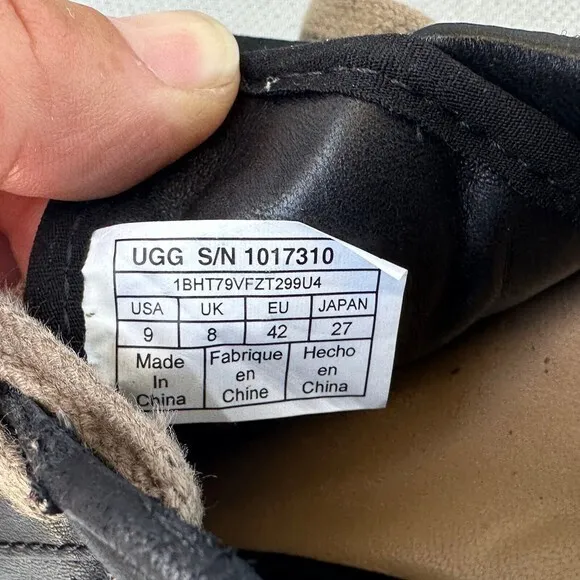 UGG S/N 1017310
1BHT79VFZT299U4
USA UK EU JAPAN
9 8 42 27
Made Fabrique Hecho
In en en
China Chine China